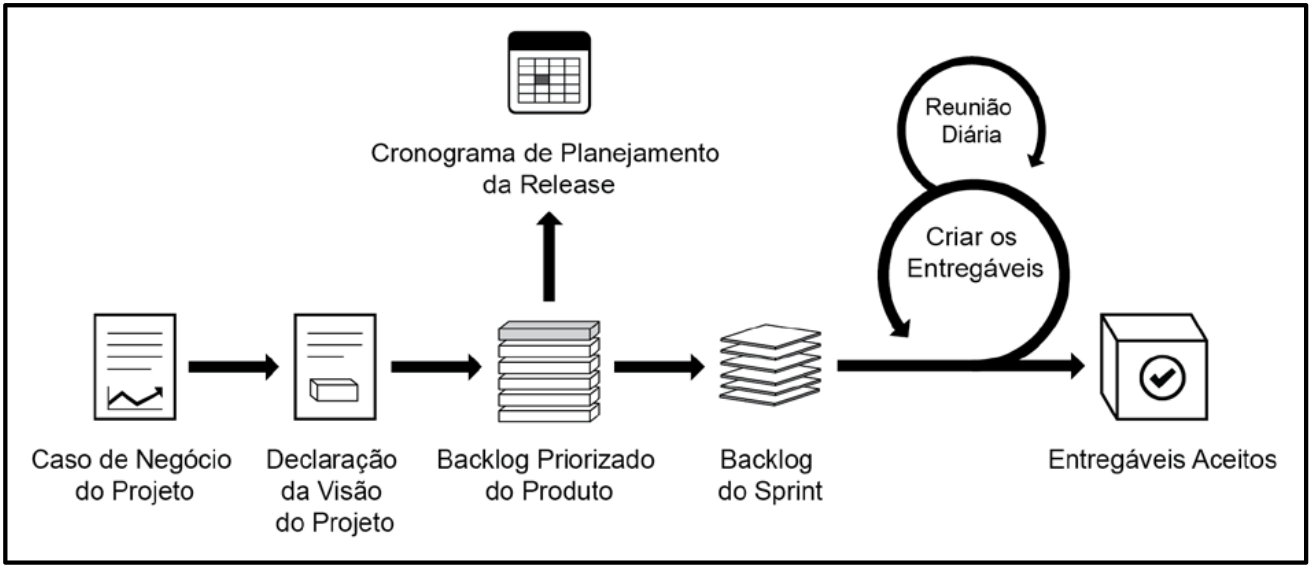 Cronograma de Planejamento
da Release
Reunião
Diária
Criar os
Entregáveis
Caso de Negócio
do Projeto
Declaração
da Visão
do Projeto
Backlog Priorizado
do Produto
Backlog
do Sprint
Entregáveis Aceitos